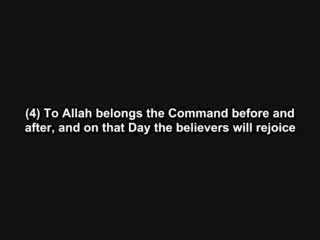 (4) To Allah belongs the Command before and
after, and on that Day the believers will rejoice